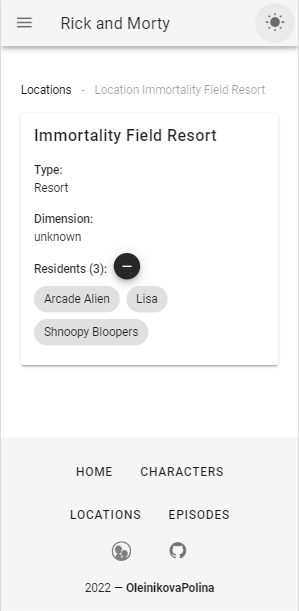 Rick and Morty
Locations - Location Immortality Field Resort
Immortality Field Resort
Type:
Resort
Dimension:
unknown
Residents (3):
Arcade Alien Lisa
Shnoopy Bloopers
HOME CHARACTERS
LOCATIONS EPISODES
2022 — OleinikovaPolina